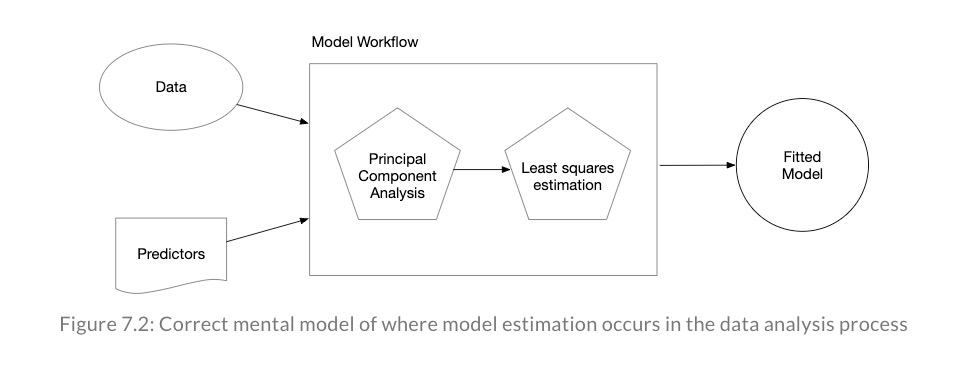 Model Workflow
Data
Principal
Component
Analysis
Least squares
estimation
Fitted
Model
Predictors
Figure 7.2: Correct mental model of where model estimation occurs in the data analysis process